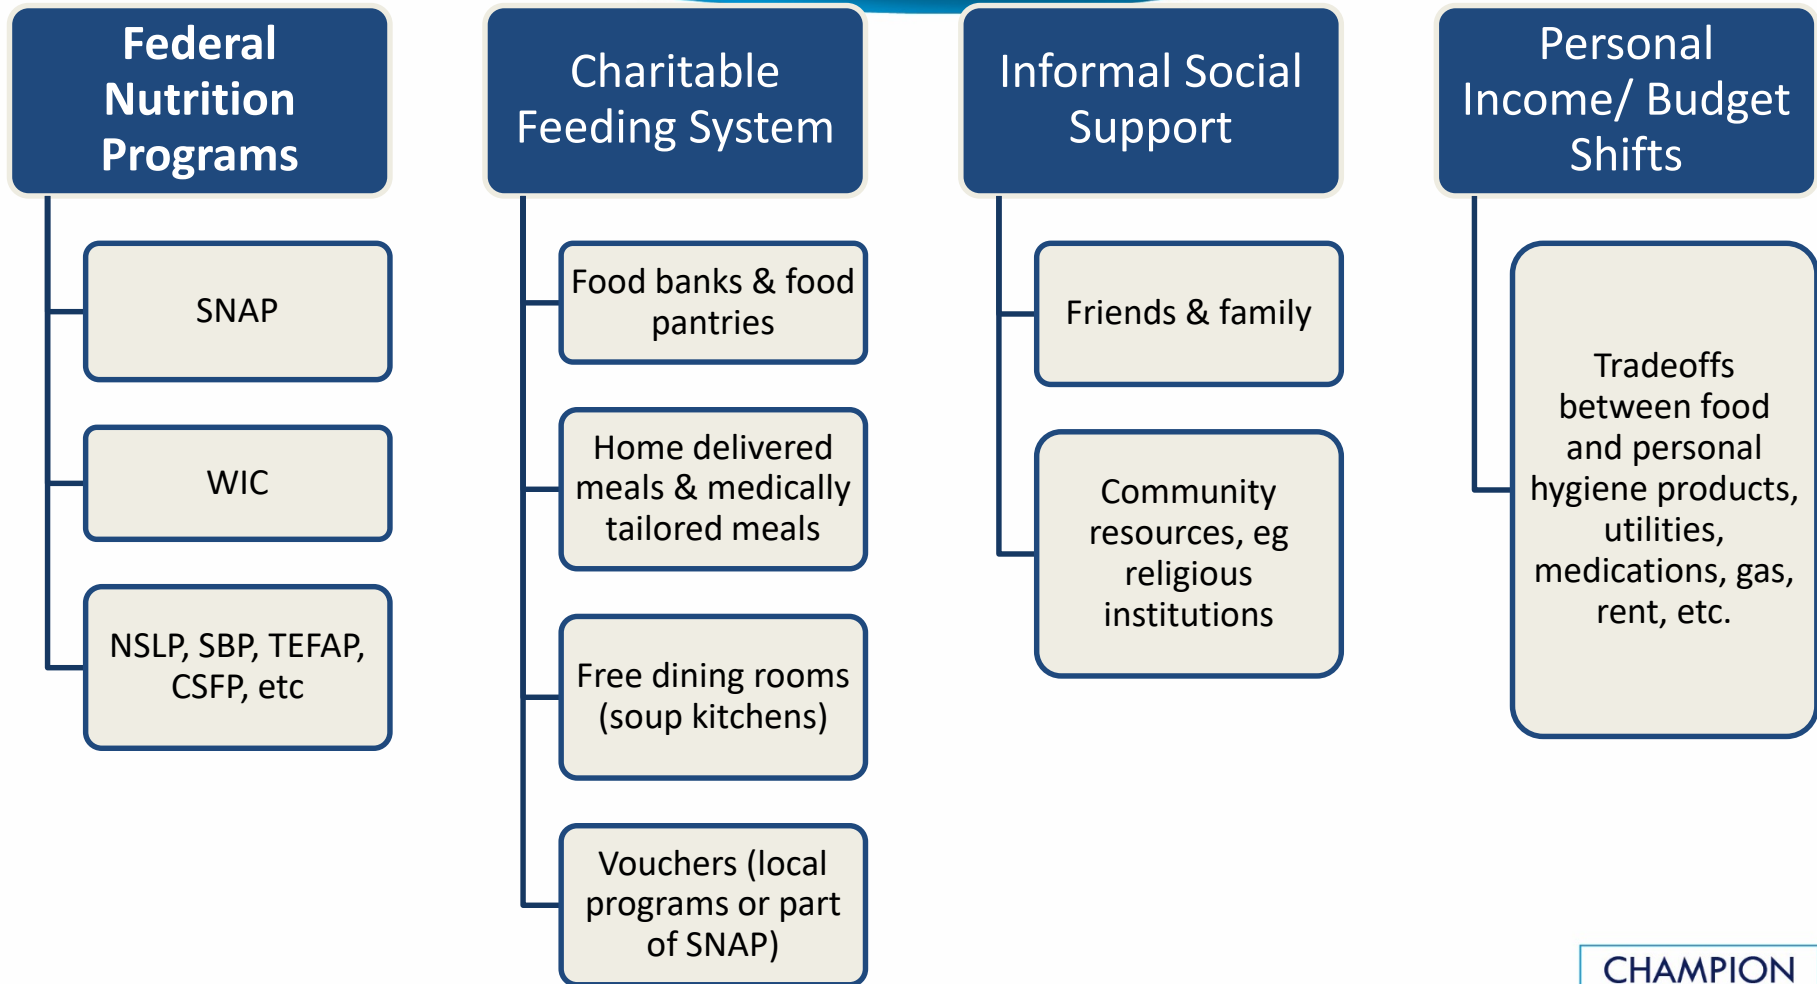 Federal
Nutrition
Programs
SNAP
WIC
NSLP, SBP, TEFAP,
CSFP, etc
Charitable
Feeding System
Food banks & food
pantries
Home delivered
meals & medically
tailored meals
Free dining rooms
(soup kitchens)
Vouchers (local
programs or part
of SNAP)
Informal Social
Support
Friends & family
Community
resources, eg
religious
institutions
Personal
Income/ Budget
Shifts
Tradeoffs
between food
and personal
hygiene products,
utilities,
medications, gas,
rent, etc.
CHAMPION